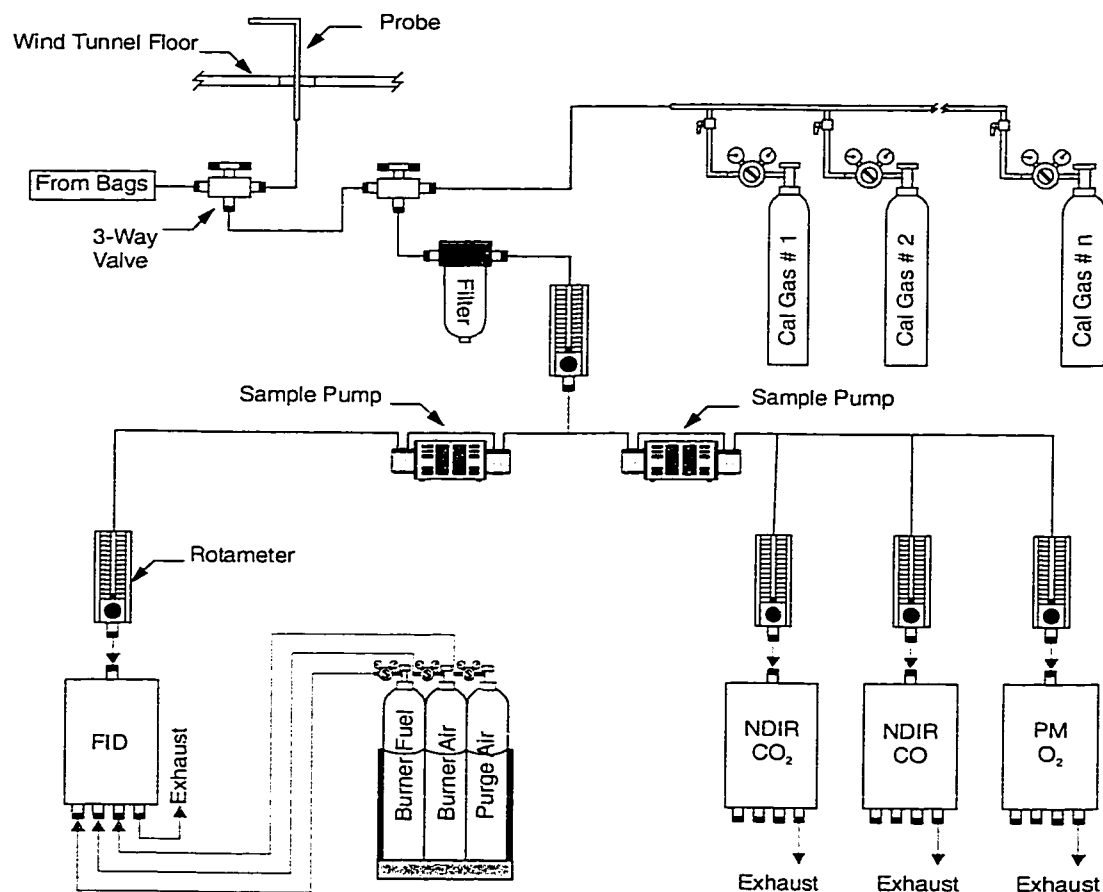 Probe
Wind Tunnel Floor
From Bags
3-Way
Valve
Filter
Cal Gas # 1
Cal Gas # 2
Cal Gas # n
Sample Pump
Sample Pump
Rotameter
FID
Exhaust
Burner Fuel
Burner Air
Purge Air
NDIR
CO₂
NDIR
CO
PM
O₂
Exhaust
Exhaust
Exhaust